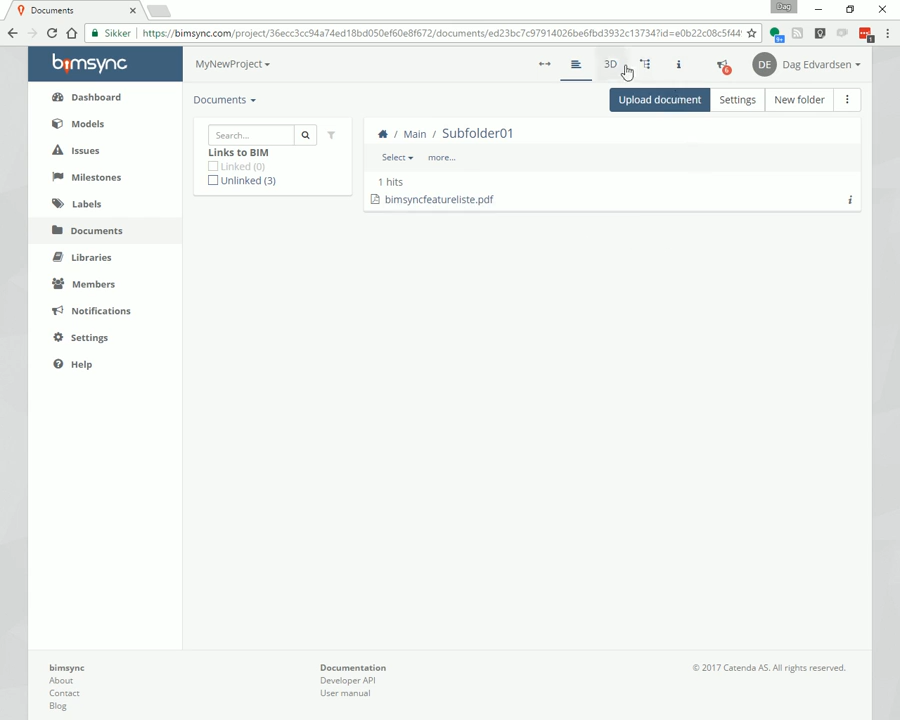 Documents
Dag
Sikker
https://bimsync.com/project/36ecc3cc94a74ed18bd050ef60e8f672/documents/ed23bc7c97914026be6fbd3932c13734?id=e0b22c08c5f44
bimsync
MyNewProject
3D
6
DE
Dag Edvardsen
Dashboard
Models
Issues
Milestones
Labels
Documents
Libraries
Members
Notifications
Settings
Help
Documents
Upload document
Settings
New folder
Search...
Links to BIM
Linked (0)
Unlinked (3)
/ Main / Subfolder01
Select
more...
1 hits
bimsyncfeatureliste.pdf
bimsync
About
Contact
Blog
Documentation
Developer API
User manual
© 2017 Catenda AS. All rights reserved.